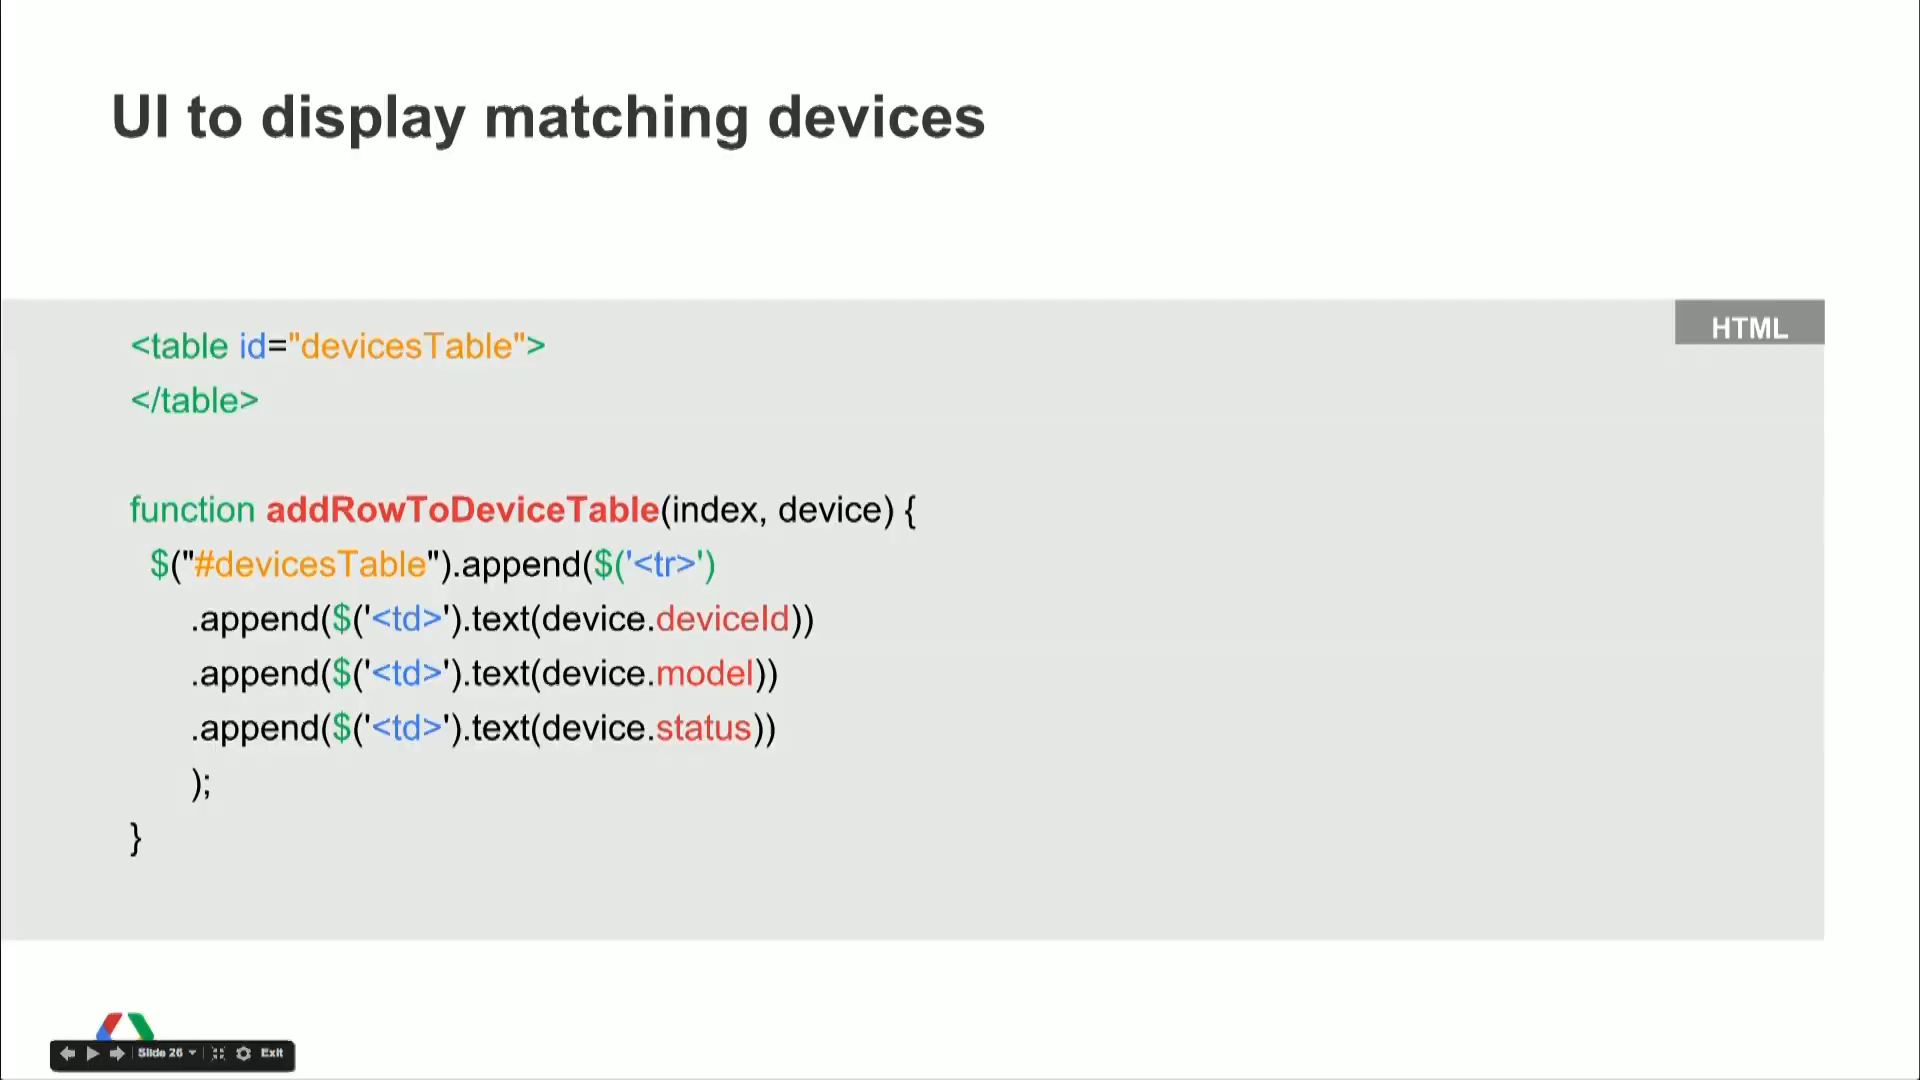 UI to display matching devices
HTML
<table id="devicesTable">
</table>
function addRowToDeviceTable(index, device) {
$("#devicesTable").append($('<tr>')
.append($('<td>').text(device.deviceId))
.append($('<td>').text(device.model))
.append($('<td>').text(device.status))
);
}
Slide 26
Exit